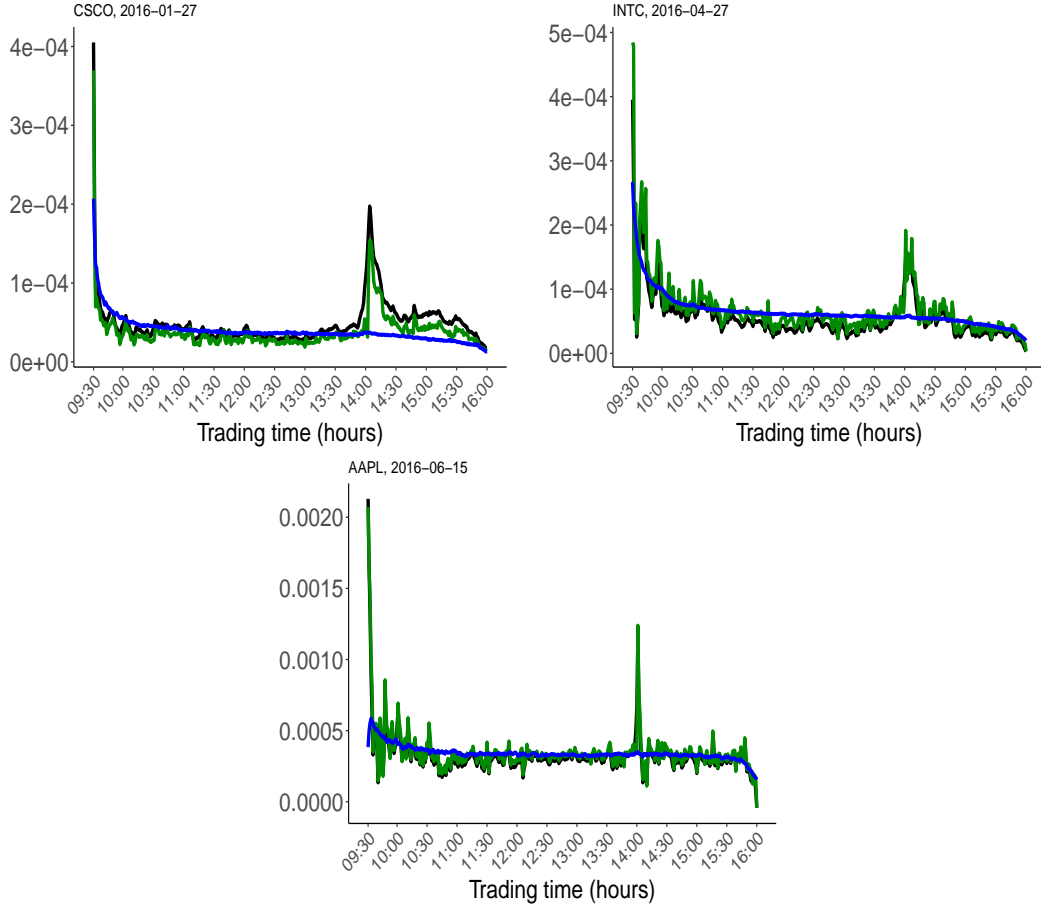 CSCO, 2016−01−27
4e−04
3e−04
2e−04
1e−04
0e+00
09:30 10:00 10:30 11:00 11:30 12:00 12:30 13:00 13:30 14:00 14:30 15:00 15:30 16:00
Trading time (hours)
INTC, 2016−04−27
5e−04
4e−04
3e−04
2e−04
1e−04
0e+00
09:30 10:00 10:30 11:00 11:30 12:00 12:30 13:00 13:30 14:00 14:30 15:00 15:30 16:00
Trading time (hours)
AAPL, 2016−06−15
0.0020
0.0015
0.0010
0.0005
0.0000
09:30 10:00 10:30 11:00 11:30 12:00 12:30 13:00 13:30 14:00 14:30 15:00 15:30 16:00
Trading time (hours)